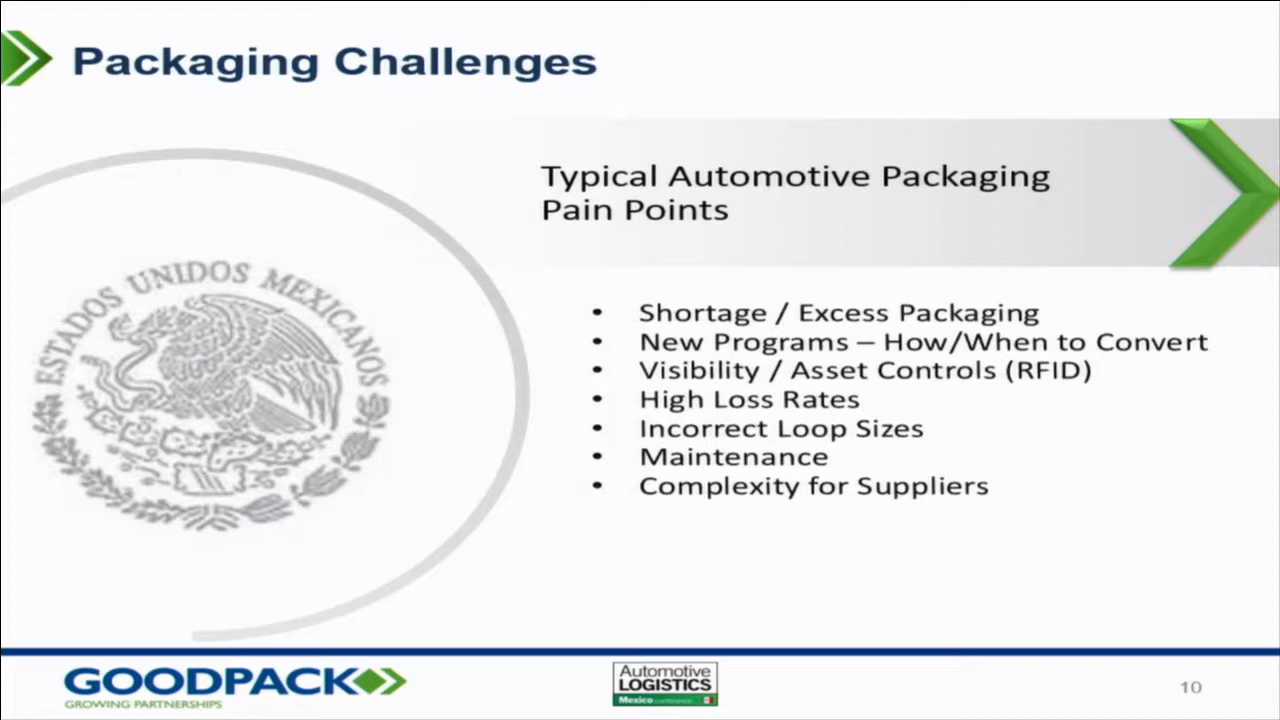 Packaging Challenges
Typical Automotive Packaging
Pain Points
• Shortage / Excess Packaging
• New Programs – How/When to Convert
• Visibility / Asset Controls (RFID)
• High Loss Rates
• Incorrect Loop Sizes
• Maintenance
• Complexity for Suppliers
ESTADOS UNIDOS MEXICANOS
GOODPACK
GROWING PARTNERSHIPS
Automotive
LOGISTICS
Mexico
10